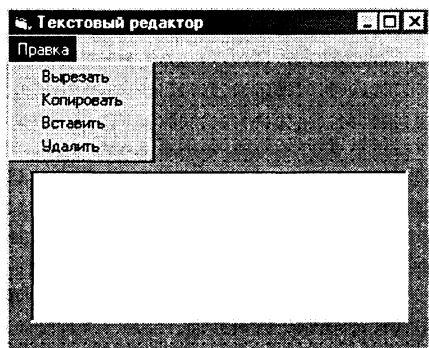 Текстовый редактор
Правка
Вырезать
Копировать
Вставить
Удалить